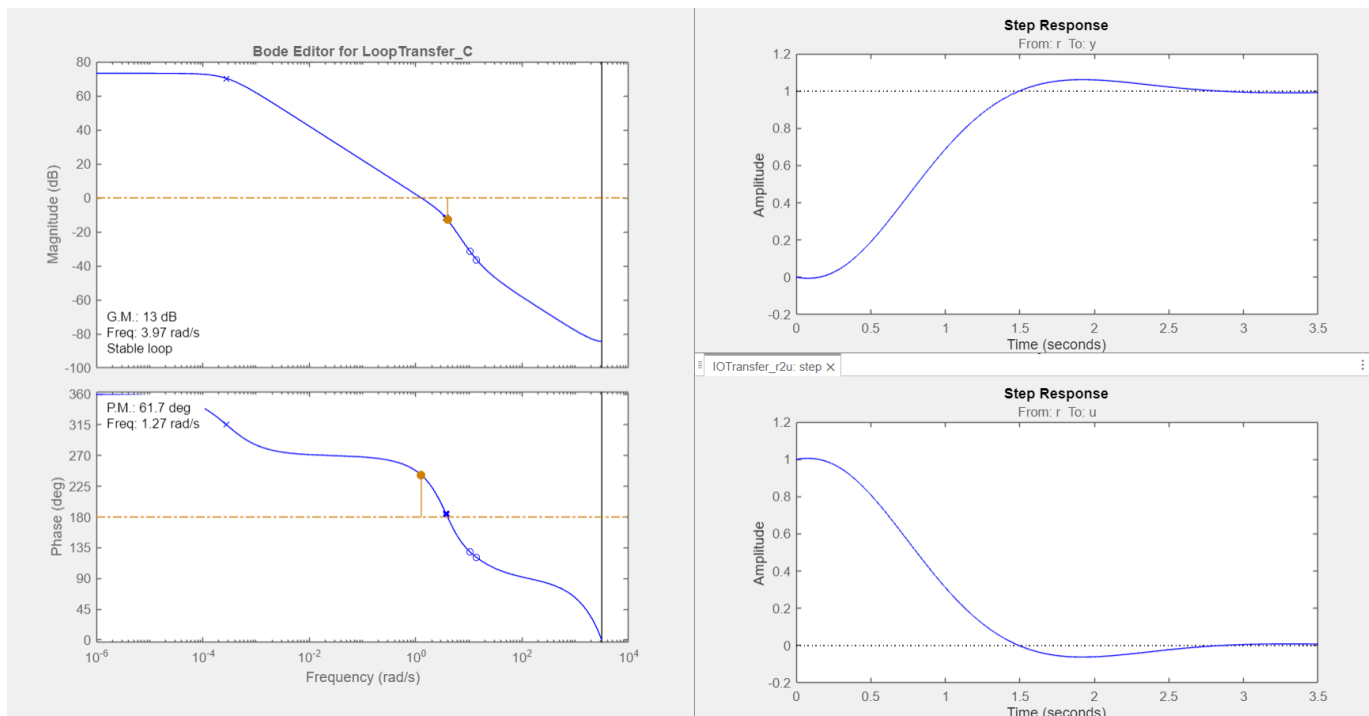 Bode Editor for LoopTransfer_C
80
60
40
20
0
-20
-40
-60
-80
-100
Magnitude (dB)
G.M.: 13 dB
Freq: 3.97 rad/s
Stable loop
360
315
270
225
180
135
90
45
0
Phase (deg)
P.M.: 61.7 deg
Freq: 1.27 rad/s
10-6 10-4 10-2 100 102 104
Frequency (rad/s)
Step Response
From: r To: y
1.2
1
0.8
0.6
0.4
0.2
0
-0.2
Amplitude
0 0.5 1 1.5 2 2.5 3 3.5
Time (seconds)
IOTransfer_r2u: step
Step Response
From: r To: u
1.2
1
0.8
0.6
0.4
0.2
0
-0.2
Amplitude
0 0.5 1 1.5 2 2.5 3 3.5
Time (seconds)